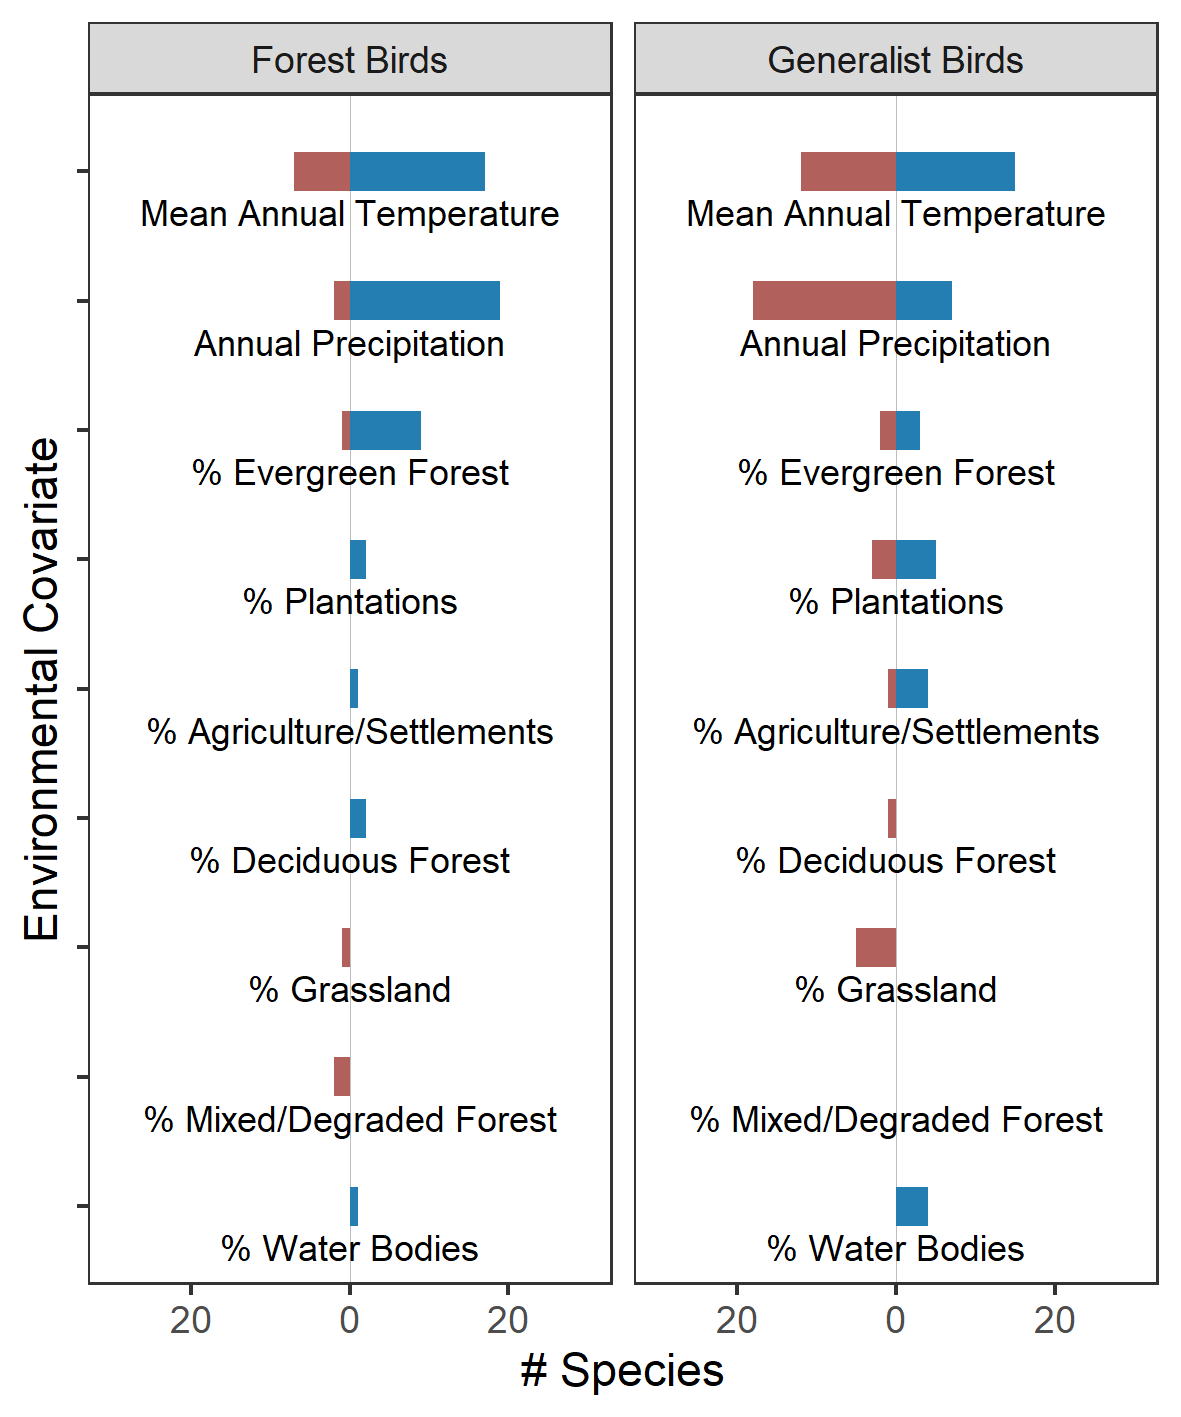 Forest Birds
Generalist Birds
Environmental Covariate
Mean Annual Temperature
Annual Precipitation
% Evergreen Forest
% Plantations
% Agriculture/Settlements
% Deciduous Forest
% Grassland
% Mixed/Degraded Forest
% Water Bodies
20 0 20
Mean Annual Temperature
Annual Precipitation
% Evergreen Forest
% Plantations
% Agriculture/Settlements
% Deciduous Forest
% Grassland
% Mixed/Degraded Forest
% Water Bodies
20 0 20
# Species